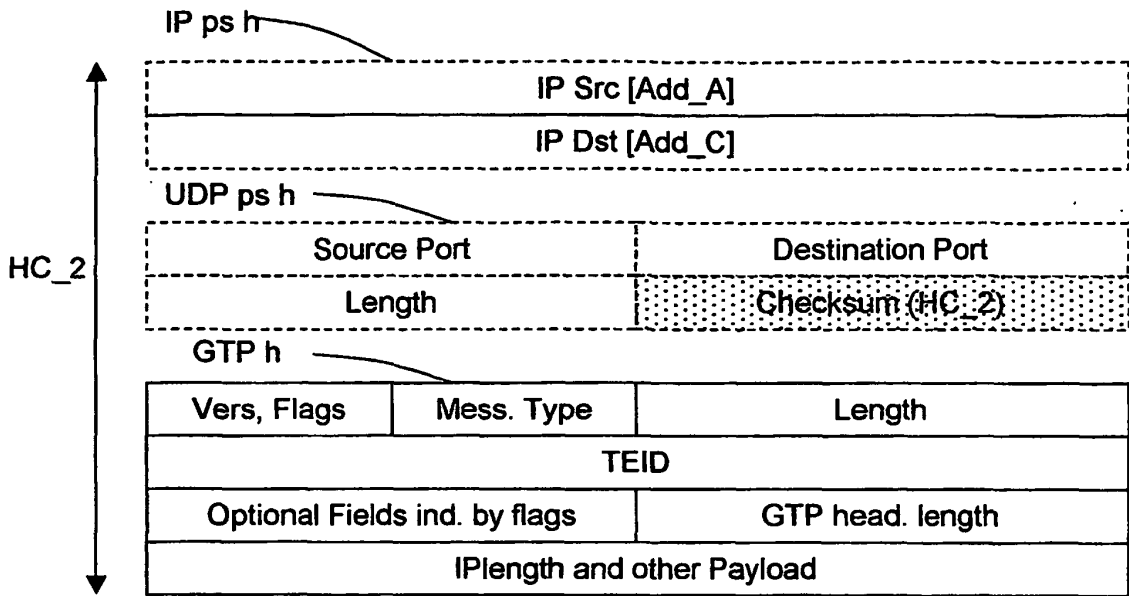 IP ps h
IP Src [Add_A]
IP Dst [Add_C]
UDP ps h
Source Port Destination Port
HC_2
Length Checksum (HC_2)
GTP h
Vers, Flags Mess. Type Length
TEID
Optional Fields ind. by flags GTP head. length
IPlength and other Payload